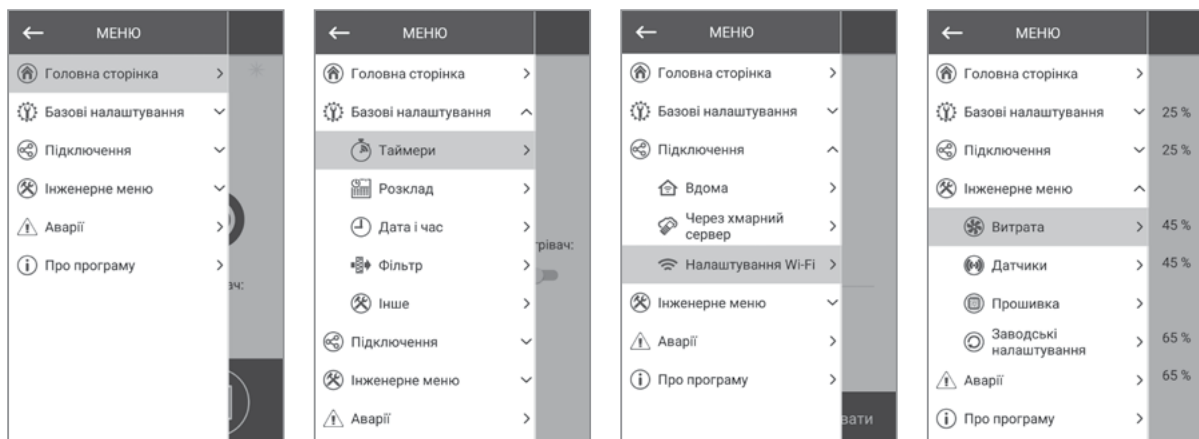 МЕНЮ
Головна сторінка
Базові налаштування
Підключення
Інженерне меню
Аварії
Про програму
МЕНЮ
Головна сторінка
Базові налаштування
Таймери
Розклад
Дата і час
Фільтр
Інше
Підключення
Інженерне меню
Аварії
МЕНЮ
Головна сторінка
Базові налаштування
Підключення
Вдома
Через хмарний
сервер
Налаштування Wi-Fi
Інженерне меню
Аварії
Про програму
вати
МЕНЮ
Головна сторінка
Базові налаштування
25 %
Підключення
25 %
Інженерне меню
Витрата
45 %
Датчики
45 %
Прошивка
Заводські
налаштування
65 %
Аварії
65 %
Про програму